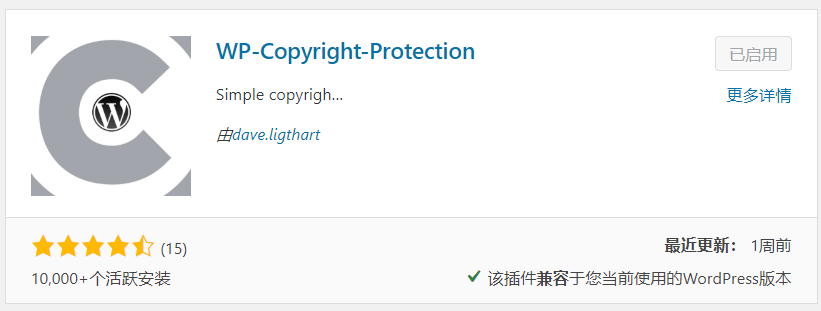 WP-Copyright-Protection
已启用
Simple copyrigh...
更多详情
由dave.ligthart
(15)
最近更新： 1周前
10,000+个活跃安装
该插件兼容于您当前使用的WordPress版本